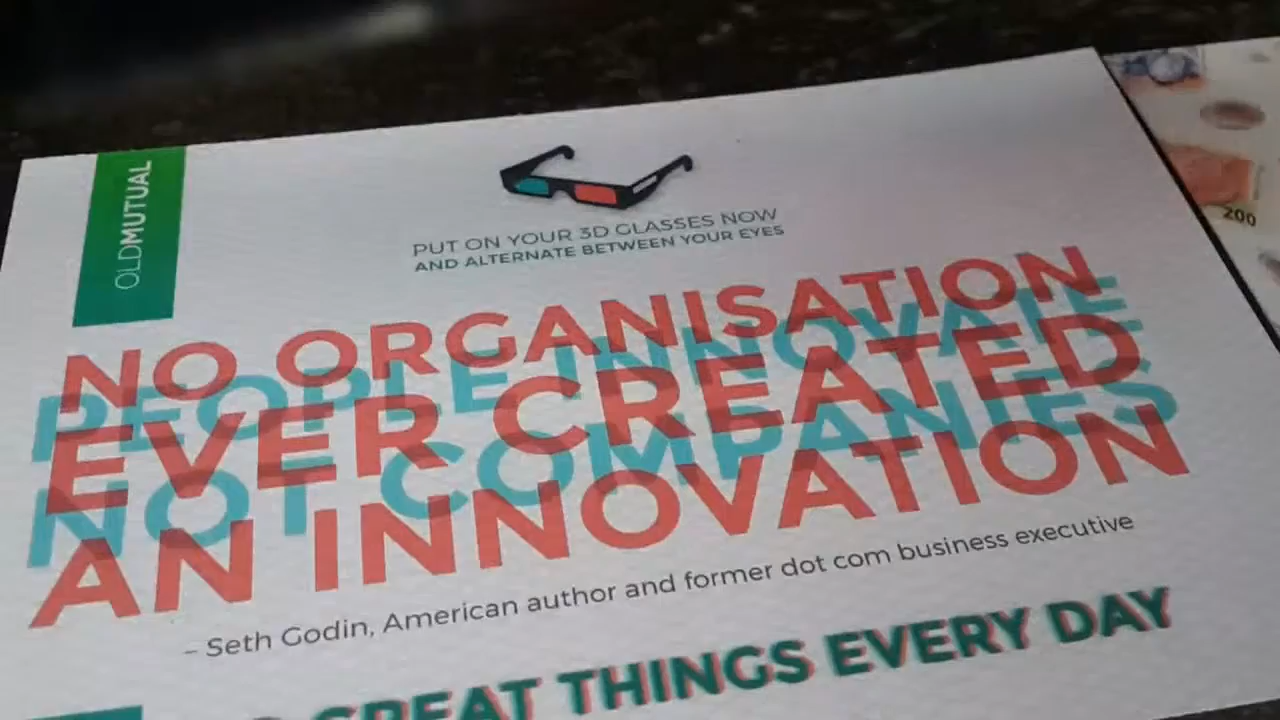 OLDMUTUAL
PUT ON YOUR 3D GLASSES NOW
AND ALTERNATE BETWEEN YOUR EYES
NO ORGANISATION
PEOPLE INNOVATE
EVER CREATED
NOT COMPANIES
AN INNOVATION
– Seth Godin, American author and former dot com business executive
GREAT THINGS EVERY DAY
200